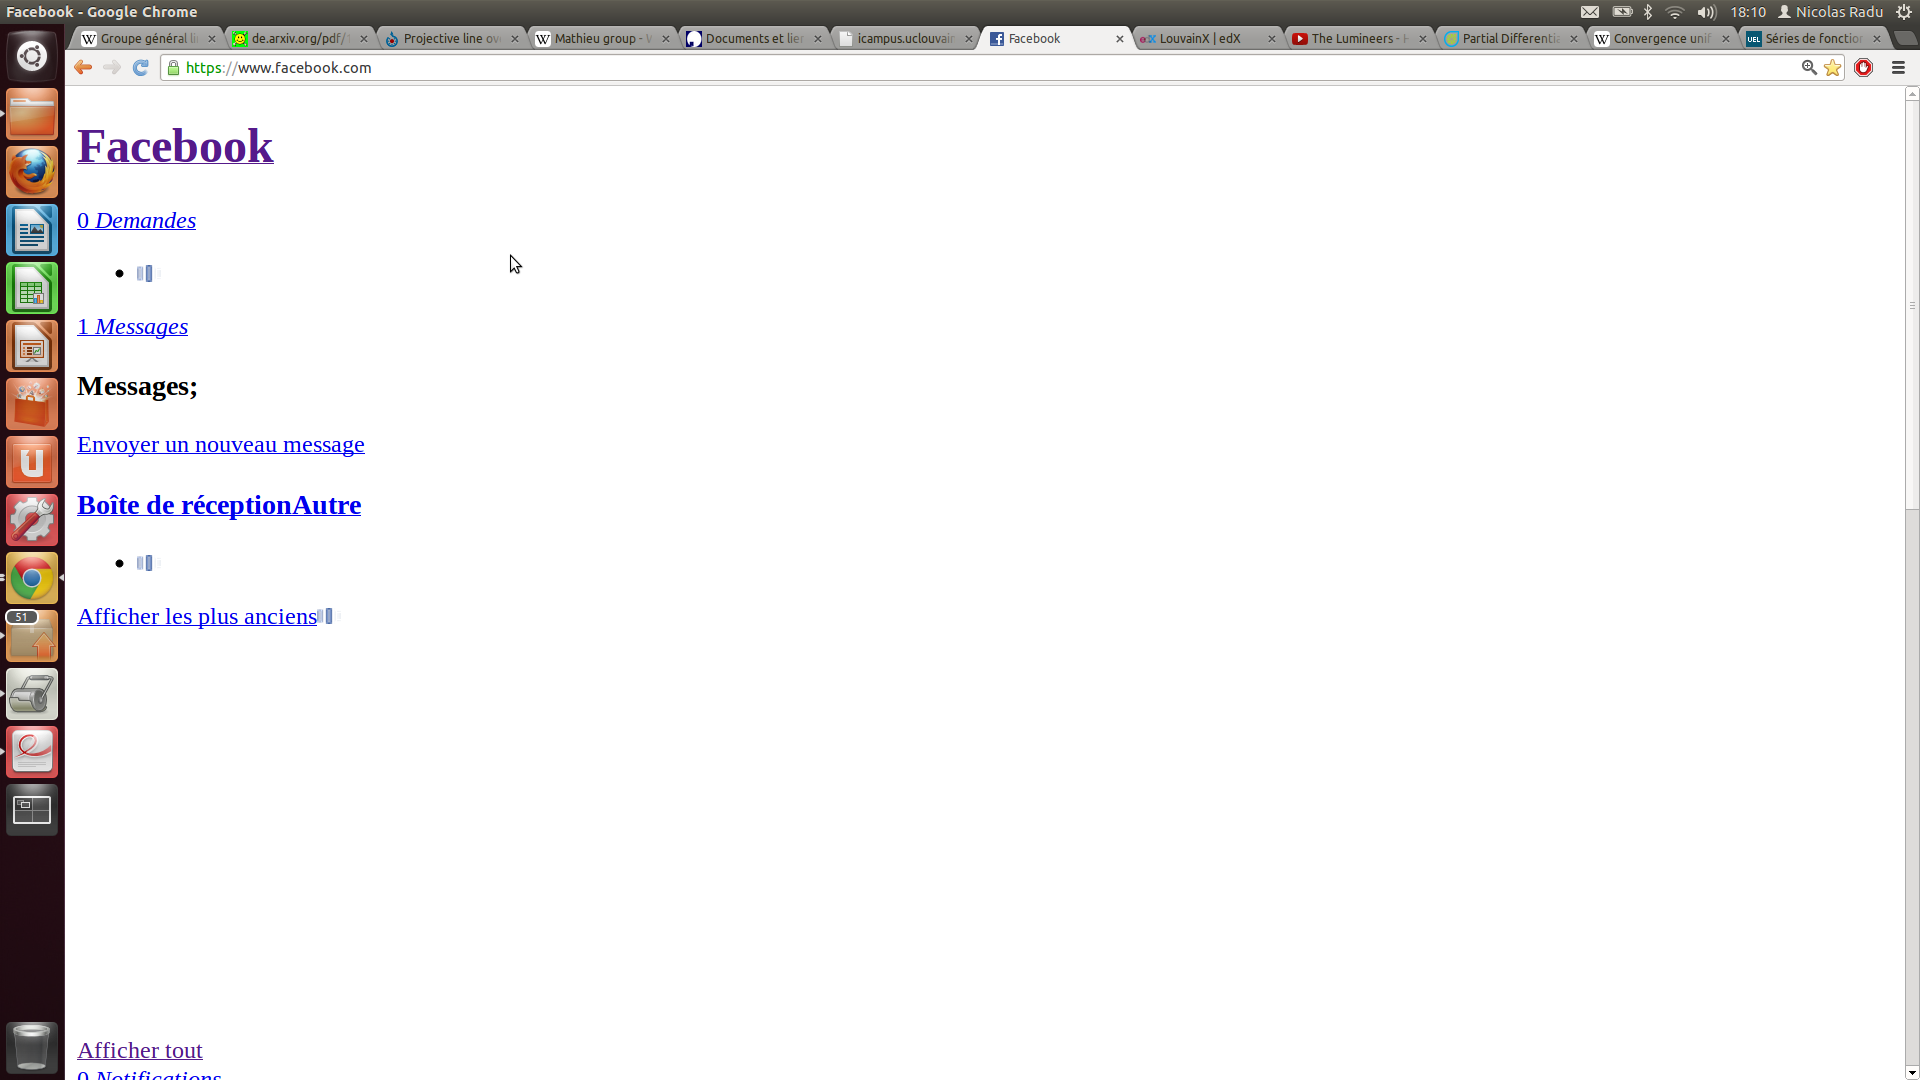 Facebook - Google Chrome
18:10 Nicolas Radu
Groupe général li
de.arxiv.org/pdf/
Projective line ov
Mathieu group -
Documents et lie
icampus.uclouvai
Facebook
LouvainX | edX
The Lumineers -
Partial Differentia
Convergence uni
UEL Séries de fonctio
https://www.facebook.com
Facebook
0 Demandes
1 Messages
Messages;
Envoyer un nouveau message
Boîte de réceptionAutre
Afficher les plus anciens
51
Afficher tout
0 Notifications